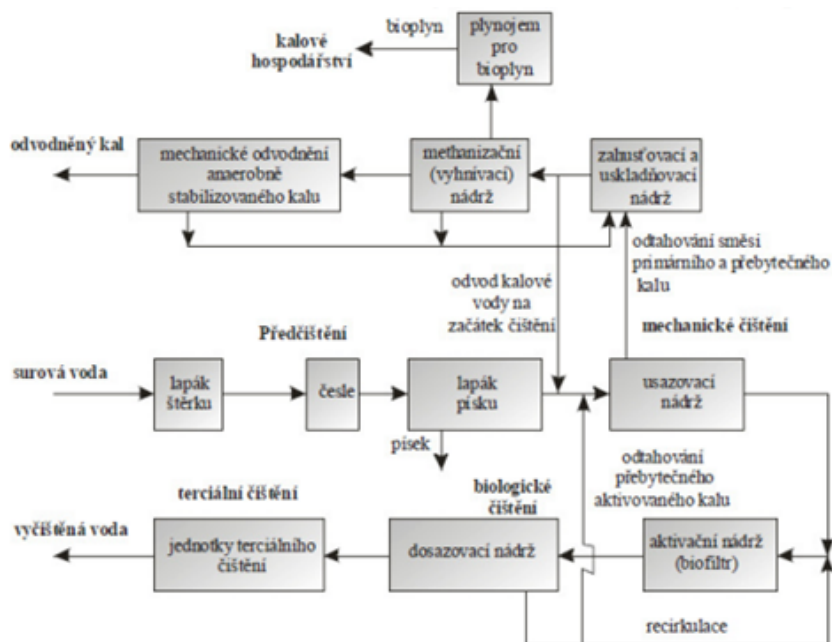 bioplyn
plynojem
pro
bioplyn
kalové
hospodářství
odvodněný kal
mechanické odvodnění
anaerobně
stabilizovaného kalu
methanizační
(vyhnívací)
nádrž
zahusťovací a
uskladňovací
nádrž
odtahování směsi
primárního a přebytečného
kalu
odvod kalové
vody na
začátek čištění
Předčištění
mechanické čištění
surová voda
lapák
štěrku
česle
lapák
písku
usazovací
nádrž
písek
odtahování
přebytečného
aktivovaného kalu
terciální čištění
biologické
čištění
vyčištěná voda
jednotky terciálního
čištění
dosazovací nádrž
aktivační nádrž
(biofiltr)
recirkulace